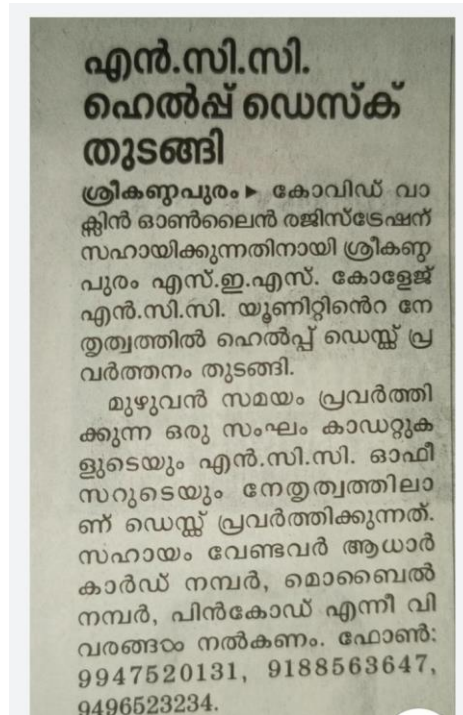 എൻ.സി.സി.
ഹെൽപ്പ് ഡെസ്ക്
തുടങ്ങി
ശ്രീകണ്ഠപുരം▸ കോവിഡ് വാ
ക്സിൻ ഓൺലൈൻ രജിസ്ട്രേഷന്
സഹായിക്കുന്നതിനായി ശ്രീകണ്ഠ
പുരം എസ്.ഇ.എസ്. കോളേജ്
എൻ.സി.സി. യൂണിറ്റിന്‍റെ നേ
തൃത്വത്തിൽ ഹെൽപ്പ് ഡെസ്ക് പ്ര
വർത്തനം തുടങ്ങി.
മുഴുവൻ സമയം പ്രവർത്തി
ക്കുന്ന ഒരു സംഘം കാഡറ്റുക
ളുടെയും എൻ.സി.സി. ഓഫീ
സറുടെയും നേതൃത്വത്തിലാ
ണ് ഡെസ്ക് പ്രവർത്തിക്കുന്നത്.
സഹായം വേണ്ടവർ ആധാർ
കാർഡ് നമ്പർ, മൊബൈൽ
നമ്പർ, പിൻകോഡ് എന്നീ വി
വരങ്ങൾ നൽകണം. ഫോൺ:
9947520131, 9188563647,
9496523234.